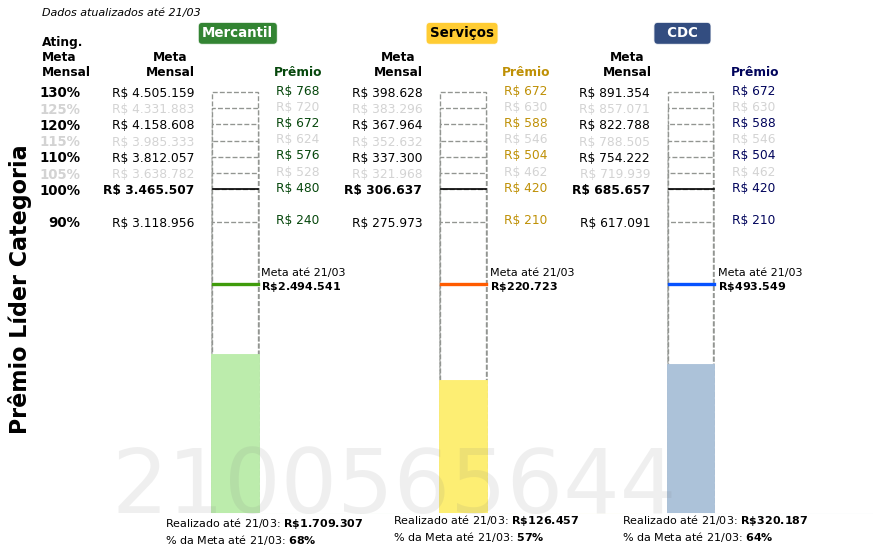 Dados atualizados até 21/03
Mercantil Serviços CDC
Ating. Meta Mensal Meta Mensal Prêmio Meta Mensal Prêmio Meta Mensal Prêmio
130% R$ 4.505.159 R$ 768 R$ 398.628 R$ 672 R$ 891.354 R$ 672
125% R$ 4.331.883 R$ 720 R$ 383.296 R$ 630 R$ 857.071 R$ 630
120% R$ 4.158.608 R$ 672 R$ 367.964 R$ 588 R$ 822.788 R$ 588
115% R$ 3.985.333 R$ 624 R$ 352.632 R$ 546 R$ 788.505 R$ 546
110% R$ 3.812.057 R$ 576 R$ 337.300 R$ 504 R$ 754.222 R$ 504
105% R$ 3.638.782 R$ 528 R$ 321.968 R$ 462 R$ 719.939 R$ 462
100% R$ 3.465.507 R$ 480 R$ 306.637 R$ 420 R$ 685.657 R$ 420
90% R$ 3.118.956 R$ 240 R$ 275.973 R$ 210 R$ 617.091 R$ 210
Prêmio Líder Categoria
Meta até 21/03 Meta até 21/03 Meta até 21/03
R$2.494.541 R$220.723 R$493.549
2100565644
Realizado até 21/03: R$1.709.307 Realizado até 21/03: R$126.457 Realizado até 21/03: R$320.187
% da Meta até 21/03: 68% % da Meta até 21/03: 57% % da Meta até 21/03: 64%